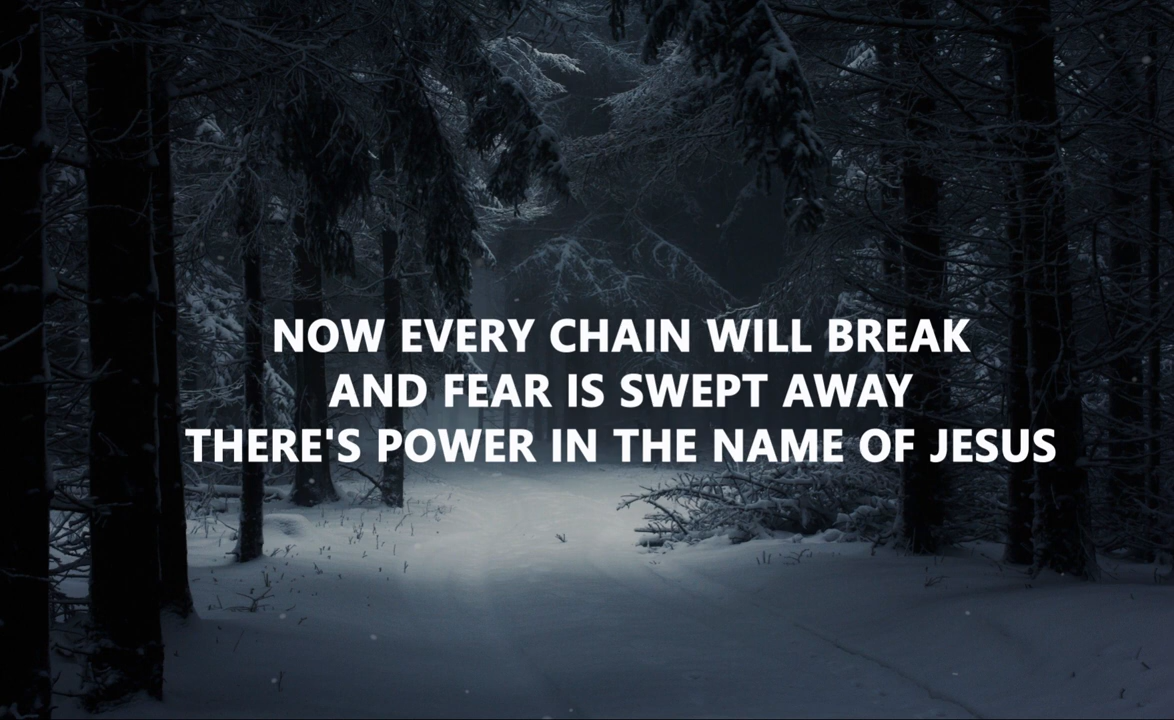 NOW EVERY CHAIN WILL BREAK
AND FEAR IS SWEPT AWAY
THERE'S POWER IN THE NAME OF JESUS